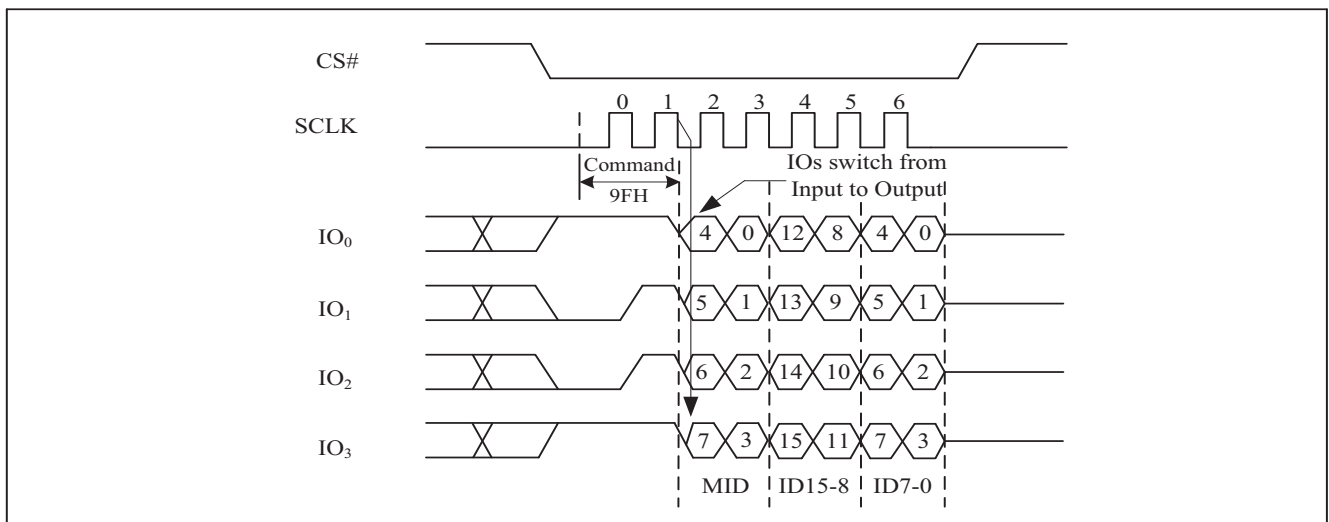 CS#
0 1 2 3 4 5 6
SCLK
Command
9FH
IOs switch from
Input to Output
IO₀
4 0 12 8 4 0
IO₁
5 1 13 9 5 1
IO₂
6 2 14 10 6 2
IO₃
7 3 15 11 7 3
MID ID15-8 ID7-0